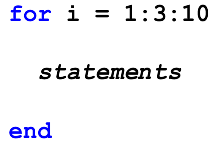 for i = 1:3:10
statements
end